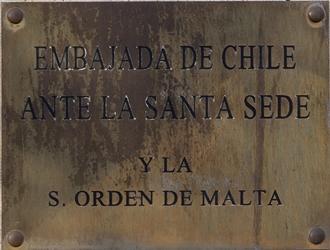 EMBAJADA DE CHILE
ANTE LA SANTA SEDE
Y LA
S. ORDEN DE MALTA